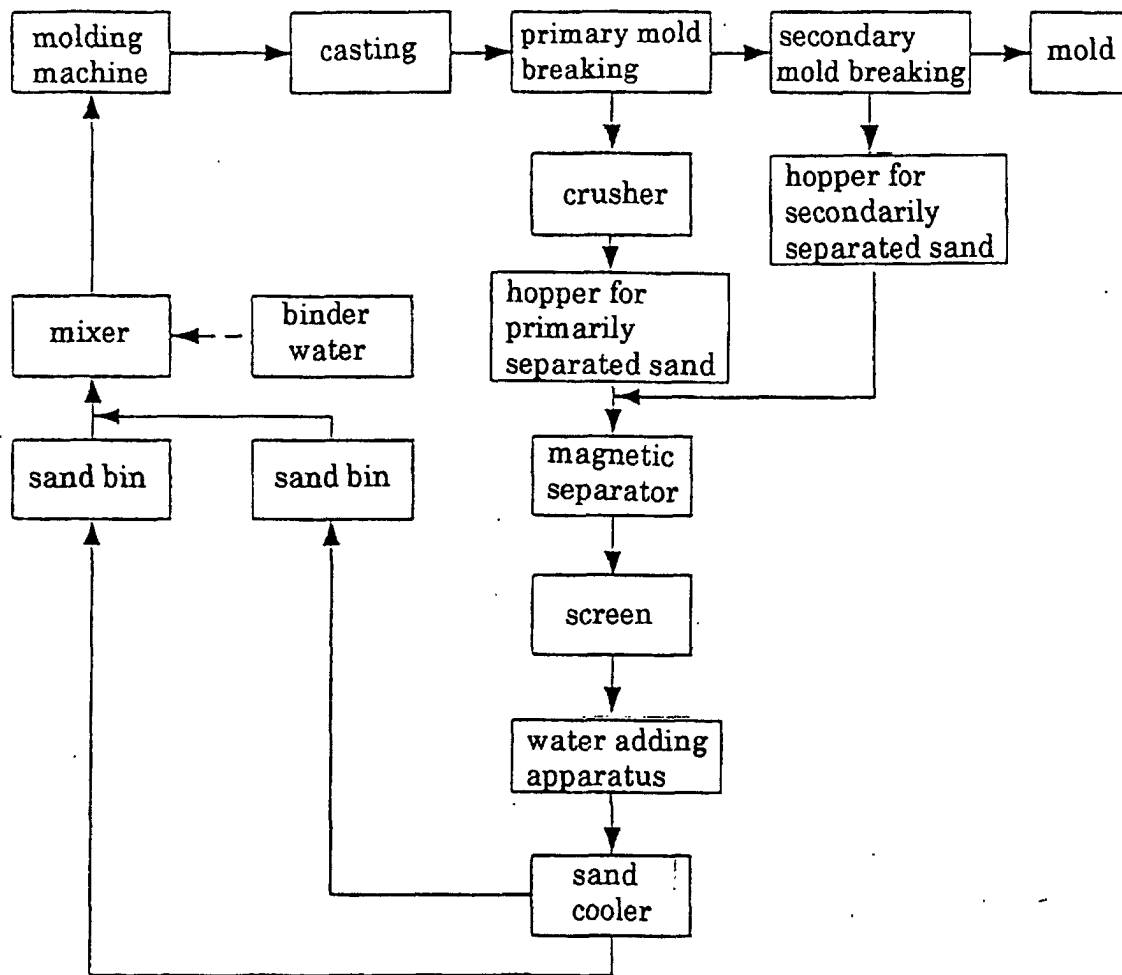 molding
machine
casting
primary mold
breaking
secondary
mold breaking
mold
crusher
hopper for
secondarily
separated sand
hopper for
primarily
separated sand
mixer
binder
water
sand bin
sand bin
magnetic
separator
screen
water adding
apparatus
sand
cooler